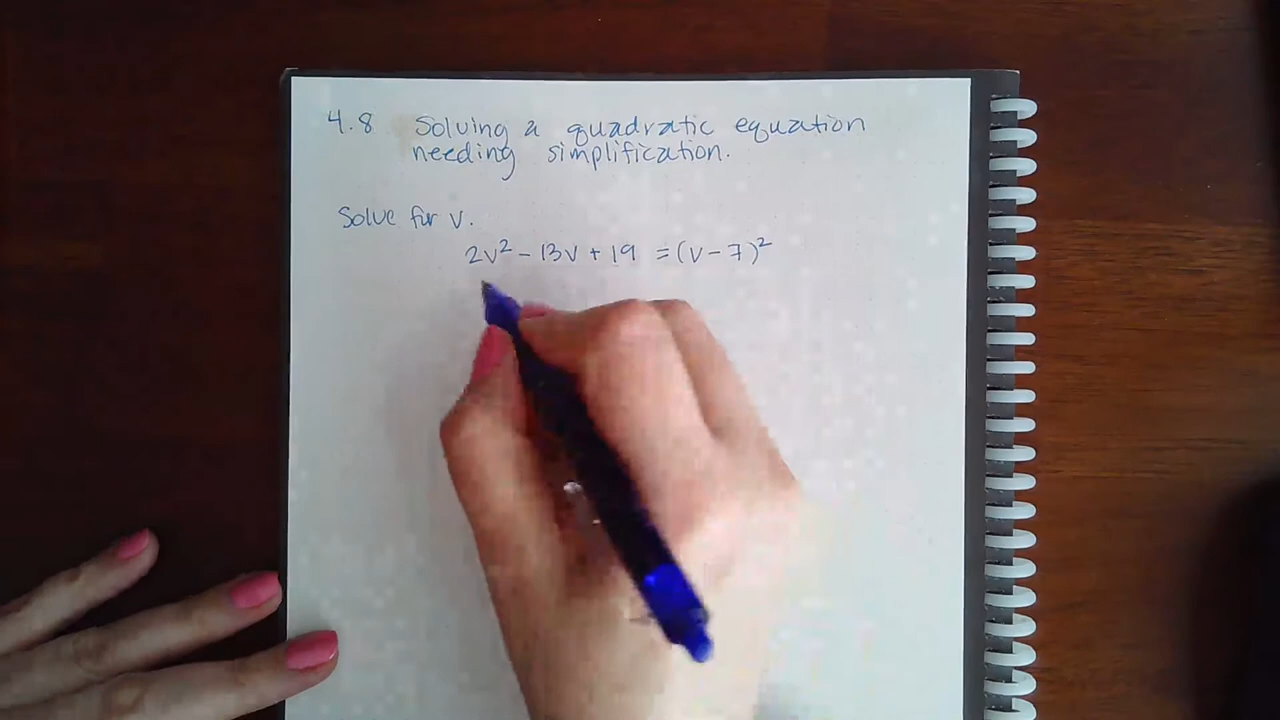 4.8 Solving a quadratic equation
needing simplification.
Solve for v.
2v² - 13v + 19 = (v - 7)²